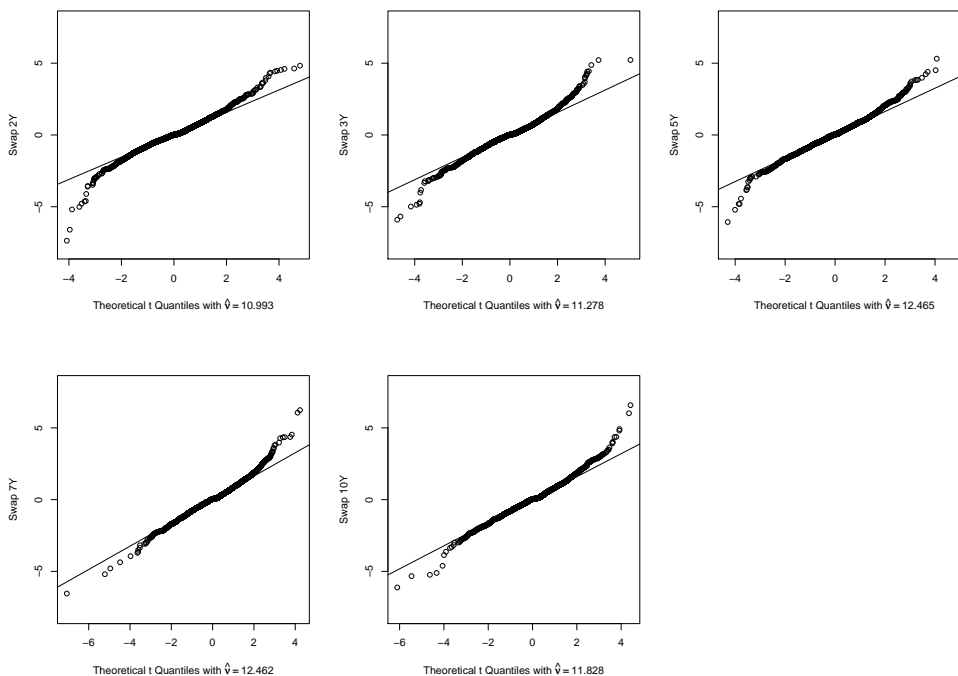 Swap 2Y
5
0
−5
−4 −2 0 2 4
Theoretical t Quantiles with ν̂ = 10.993
Swap 3Y
5
0
−5
−4 −2 0 2 4
Theoretical t Quantiles with ν̂ = 11.278
Swap 5Y
5
0
−5
−4 −2 0 2 4
Theoretical t Quantiles with ν̂ = 12.465
Swap 7Y
5
0
−5
−6 −4 −2 0 2 4
Theoretical t Quantiles with ν̂ = 12.462
Swap 10Y
5
0
−5
−6 −4 −2 0 2 4
Theoretical t Quantiles with ν̂ = 11.828